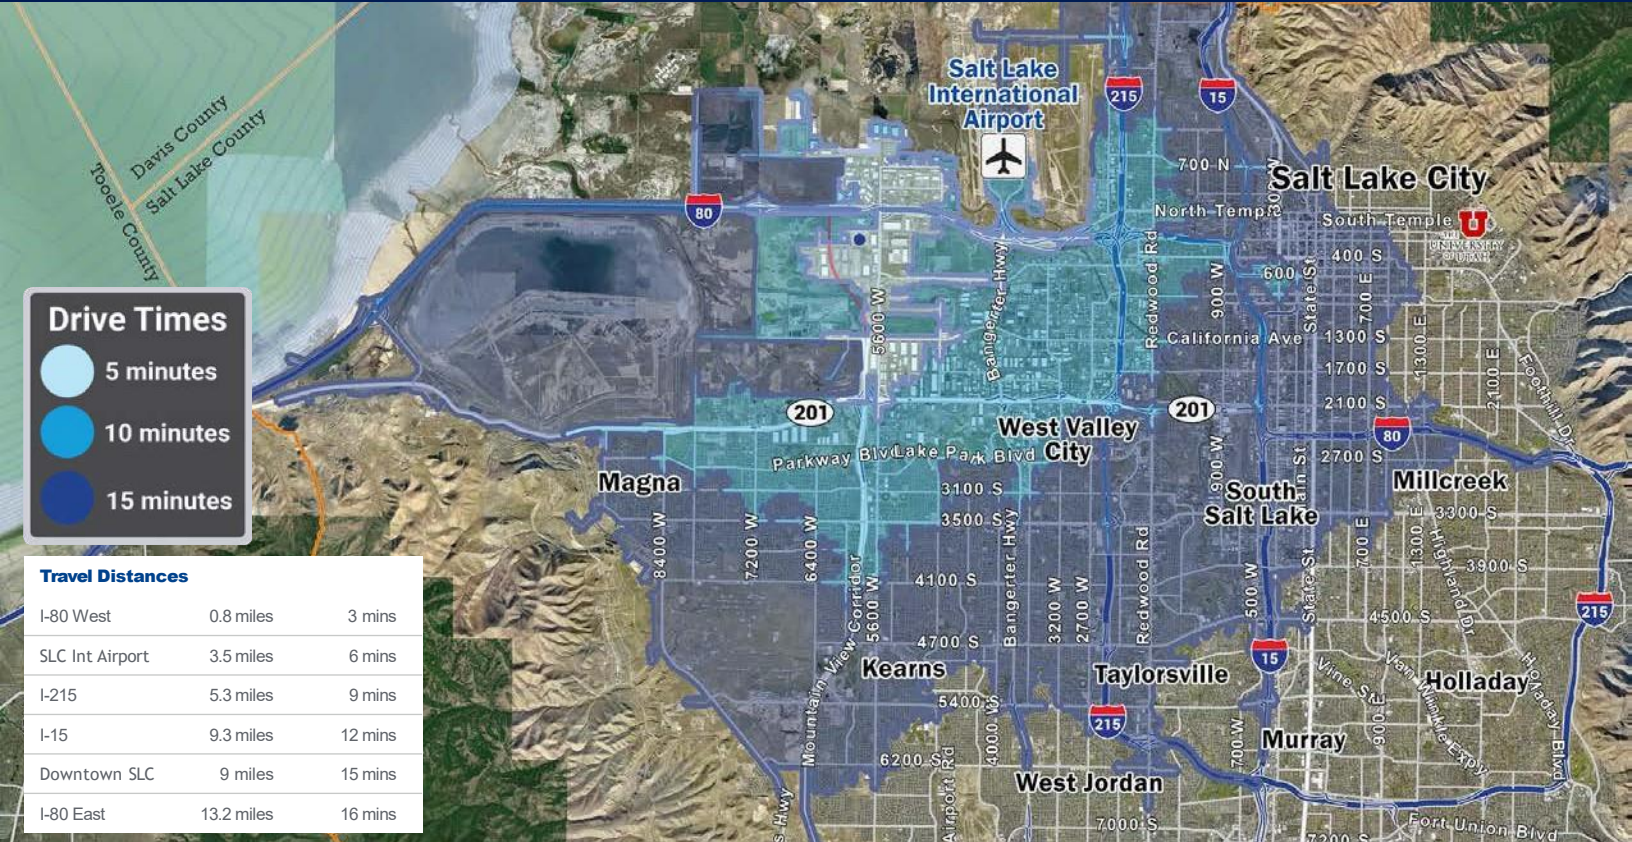 Salt Lake
International
Airport
215
15
Davis County
Salt Lake County
Tooele County
700 N
Salt Lake City
80
North Temple
South Temple
U
THE
UNIVERSITY
OF UTAH
400 S
600
Redwood Rd
900 W
State St
700 E
Bangerter Hwy
5600 W
California Ave
1300 S
1300 E
1700 S
2100 E
Foothill Dr
2100 S
Drive Times
5 minutes
10 minutes
15 minutes
201
201
West Valley
City
80
Parkway Blvd
Lake Park Blvd
900 W
2700 S
Magna
3100 S
South
Salt Lake
Main St
Millcreek
3300 S
3500 S
8400 W
7200 W
6400 W
Bangerter Hwy
Redwood Rd
700 E
1300 E
Highland Dr
3900 S
4100 S
5600 W
3200 W
2700 W
500 W
State St
4500 S
215
Mountain View Corridor
4700 S
15
Kearns
Taylorsville
Vine St
Van Winkle Expy
Holladay
Holladay Blvd
5400 S
4000 W
215
900 E
700 W
Murray
6200 S
Airport Rd
West Jordan
s Hwy
7000 S
7200 S
Fort Union Blvd
Travel Distances
I-80 West 0.8 miles 3 mins
SLC Int Airport 3.5 miles 6 mins
I-215 5.3 miles 9 mins
I-15 9.3 miles 12 mins
Downtown SLC 9 miles 15 mins
I-80 East 13.2 miles 16 mins